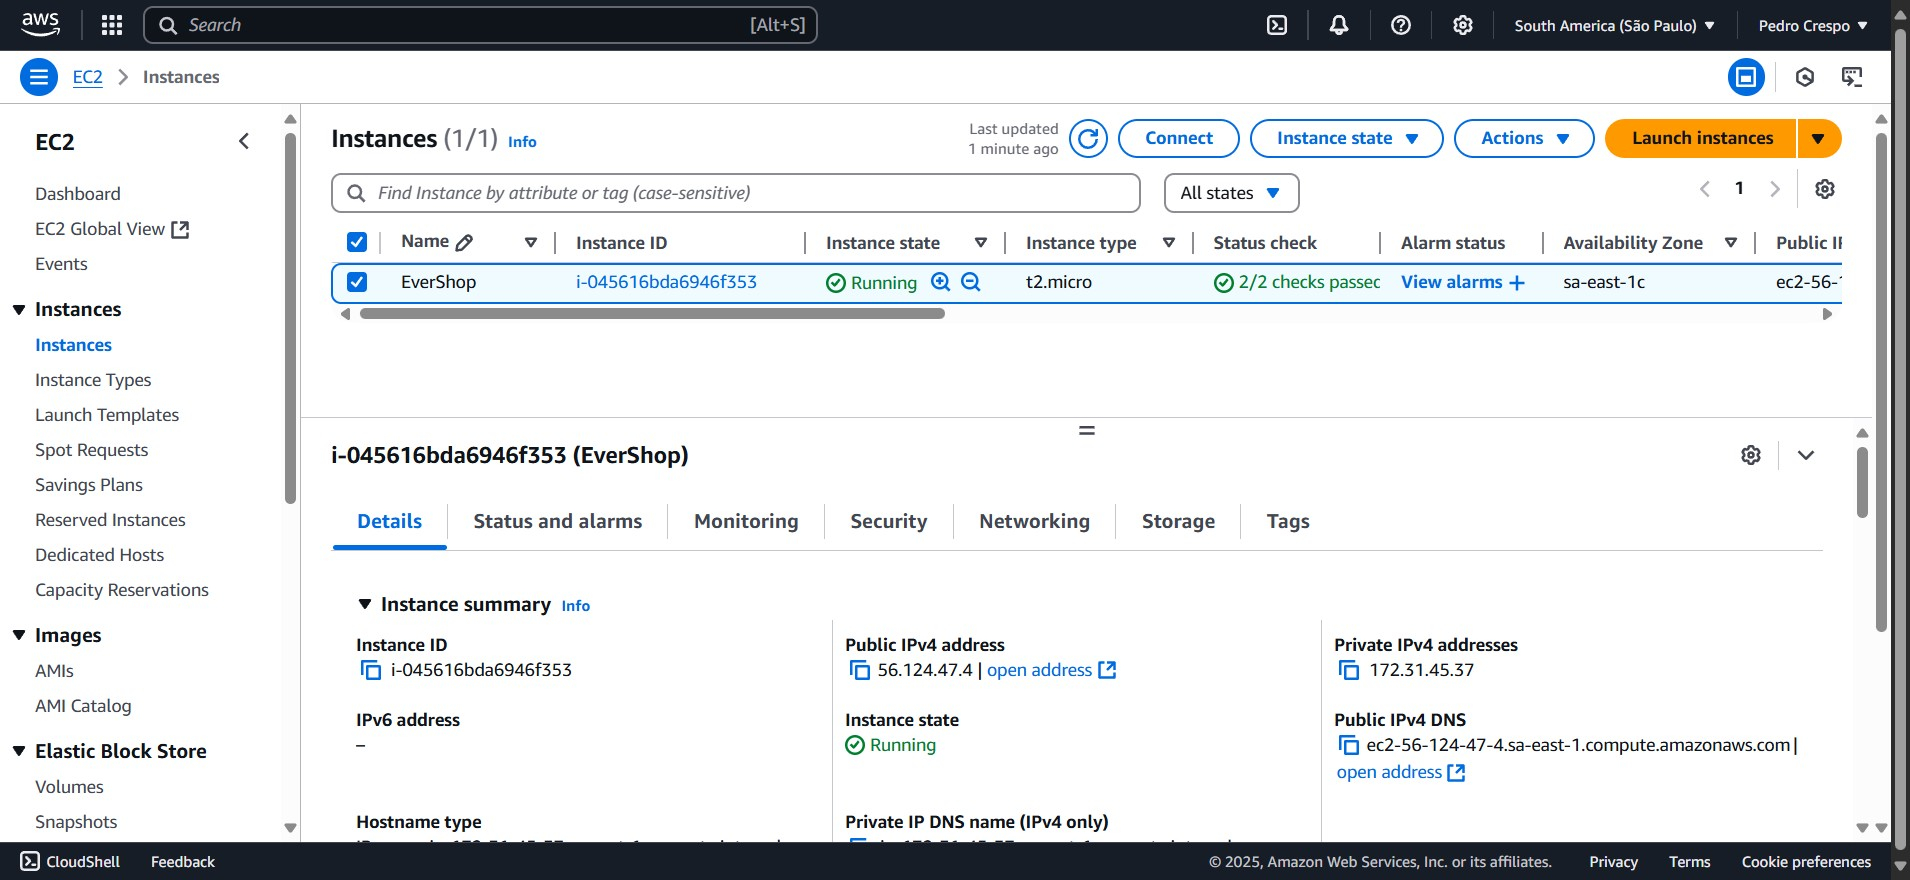 aws
Search [Alt+S]
South America (São Paulo)
Pedro Crespo
EC2 > Instances
EC2
Dashboard
EC2 Global View
Events
Instances
Instances
Instance Types
Launch Templates
Spot Requests
Savings Plans
Reserved Instances
Dedicated Hosts
Capacity Reservations
Images
AMIs
AMI Catalog
Elastic Block Store
Volumes
Snapshots
Instances (1/1) Info
Last updated
1 minute ago
Connect
Instance state
Actions
Launch instances
Find Instance by attribute or tag (case-sensitive)
All states
1
Name Instance ID Instance state Instance type Status check Alarm status Availability Zone Public
EverShop i-045616bda6946f353 Running t2.micro 2/2 checks View alarms + sa-east-1c ec2-56-
i-045616bda6946f353 (EverShop)
Details Status and alarms Monitoring Security Networking Storage Tags
Instance summary Info
Instance ID
i-045616bda6946f353
Public IPv4 address
56.124.47.4 | open address
Private IPv4 addresses
172.31.45.37
IPv6 address
–
Instance state
Running
Public IPv4 DNS
ec2-56-124-47-4.sa-east-1.compute.amazonaws.com |
open address
Hostname type
Private IP DNS name (IPv4 only)
CloudShell Feedback
© 2025, Amazon Web Services, Inc. or its affiliates. Privacy Terms Cookie preferences